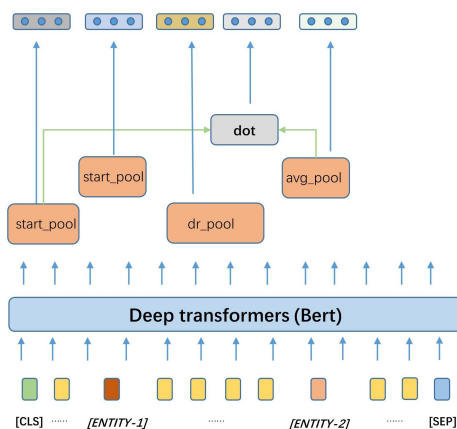 dot
start_pool
avg_pool
start_pool
dr_pool
Deep transformers (Bert)
[CLS] ...... [ENTITY-1] ...... [ENTITY-2] ...... [SEP]